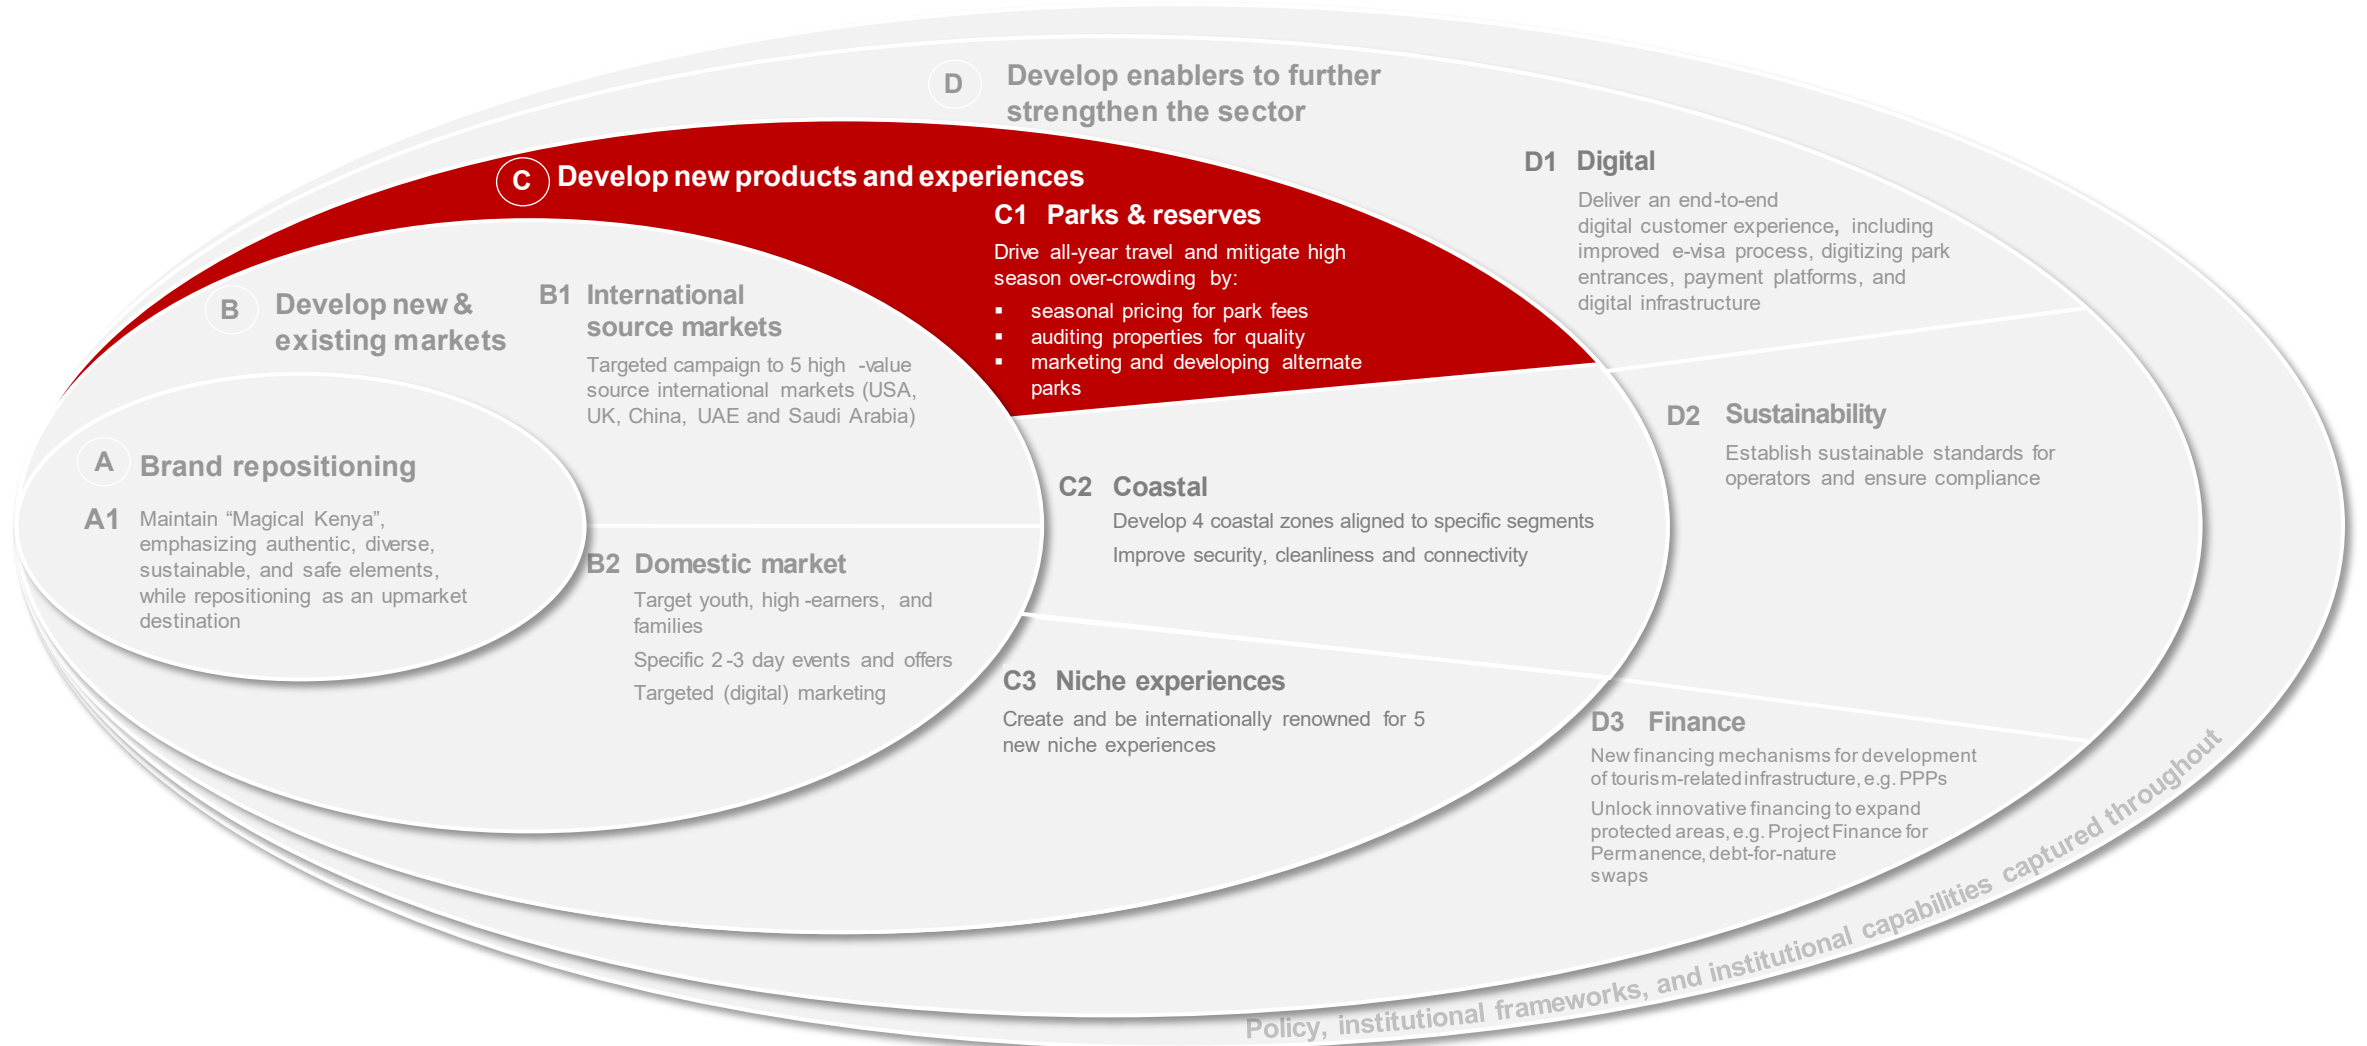 D
Develop enablers to further
strengthen the sector
C
Develop new products and experiences
C1 Parks & reserves
Drive all-year travel and mitigate high
season over-crowding by:
▪ seasonal pricing for park fees
▪ auditing properties for quality
▪ marketing and developing alternate
parks
D1 Digital
Deliver an end-to-end
digital customer experience, including
improved e-visa process, digitizing park
entrances, payment platforms, and
digital infrastructure
B
Develop new &
existing markets
B1 International
source markets
Targeted campaign to 5 high -value
source international markets (USA,
UK, China, UAE and Saudi Arabia)
D2 Sustainability
Establish sustainable standards for
operators and ensure compliance
A
Brand repositioning
A1 Maintain “Magical Kenya”,
emphasizing authentic, diverse,
sustainable, and safe elements,
while repositioning as an upmarket
destination
C2 Coastal
Develop 4 coastal zones aligned to specific segments
Improve security, cleanliness and connectivity
B2 Domestic market
Target youth, high -earners, and
families
Specific 2 -3 day events and offers
Targeted (digital) marketing
C3 Niche experiences
Create and be internationally renowned for 5
new niche experiences
D3 Finance
New financing mechanisms for development
of tourism-related infrastructure, e.g. PPPs
Unlock innovative financing to expand
protected areas, e.g. Project Finance for
Permanence, debt-for-nature
swaps
Policy, institutional frameworks, and institutional capabilities captured throughout